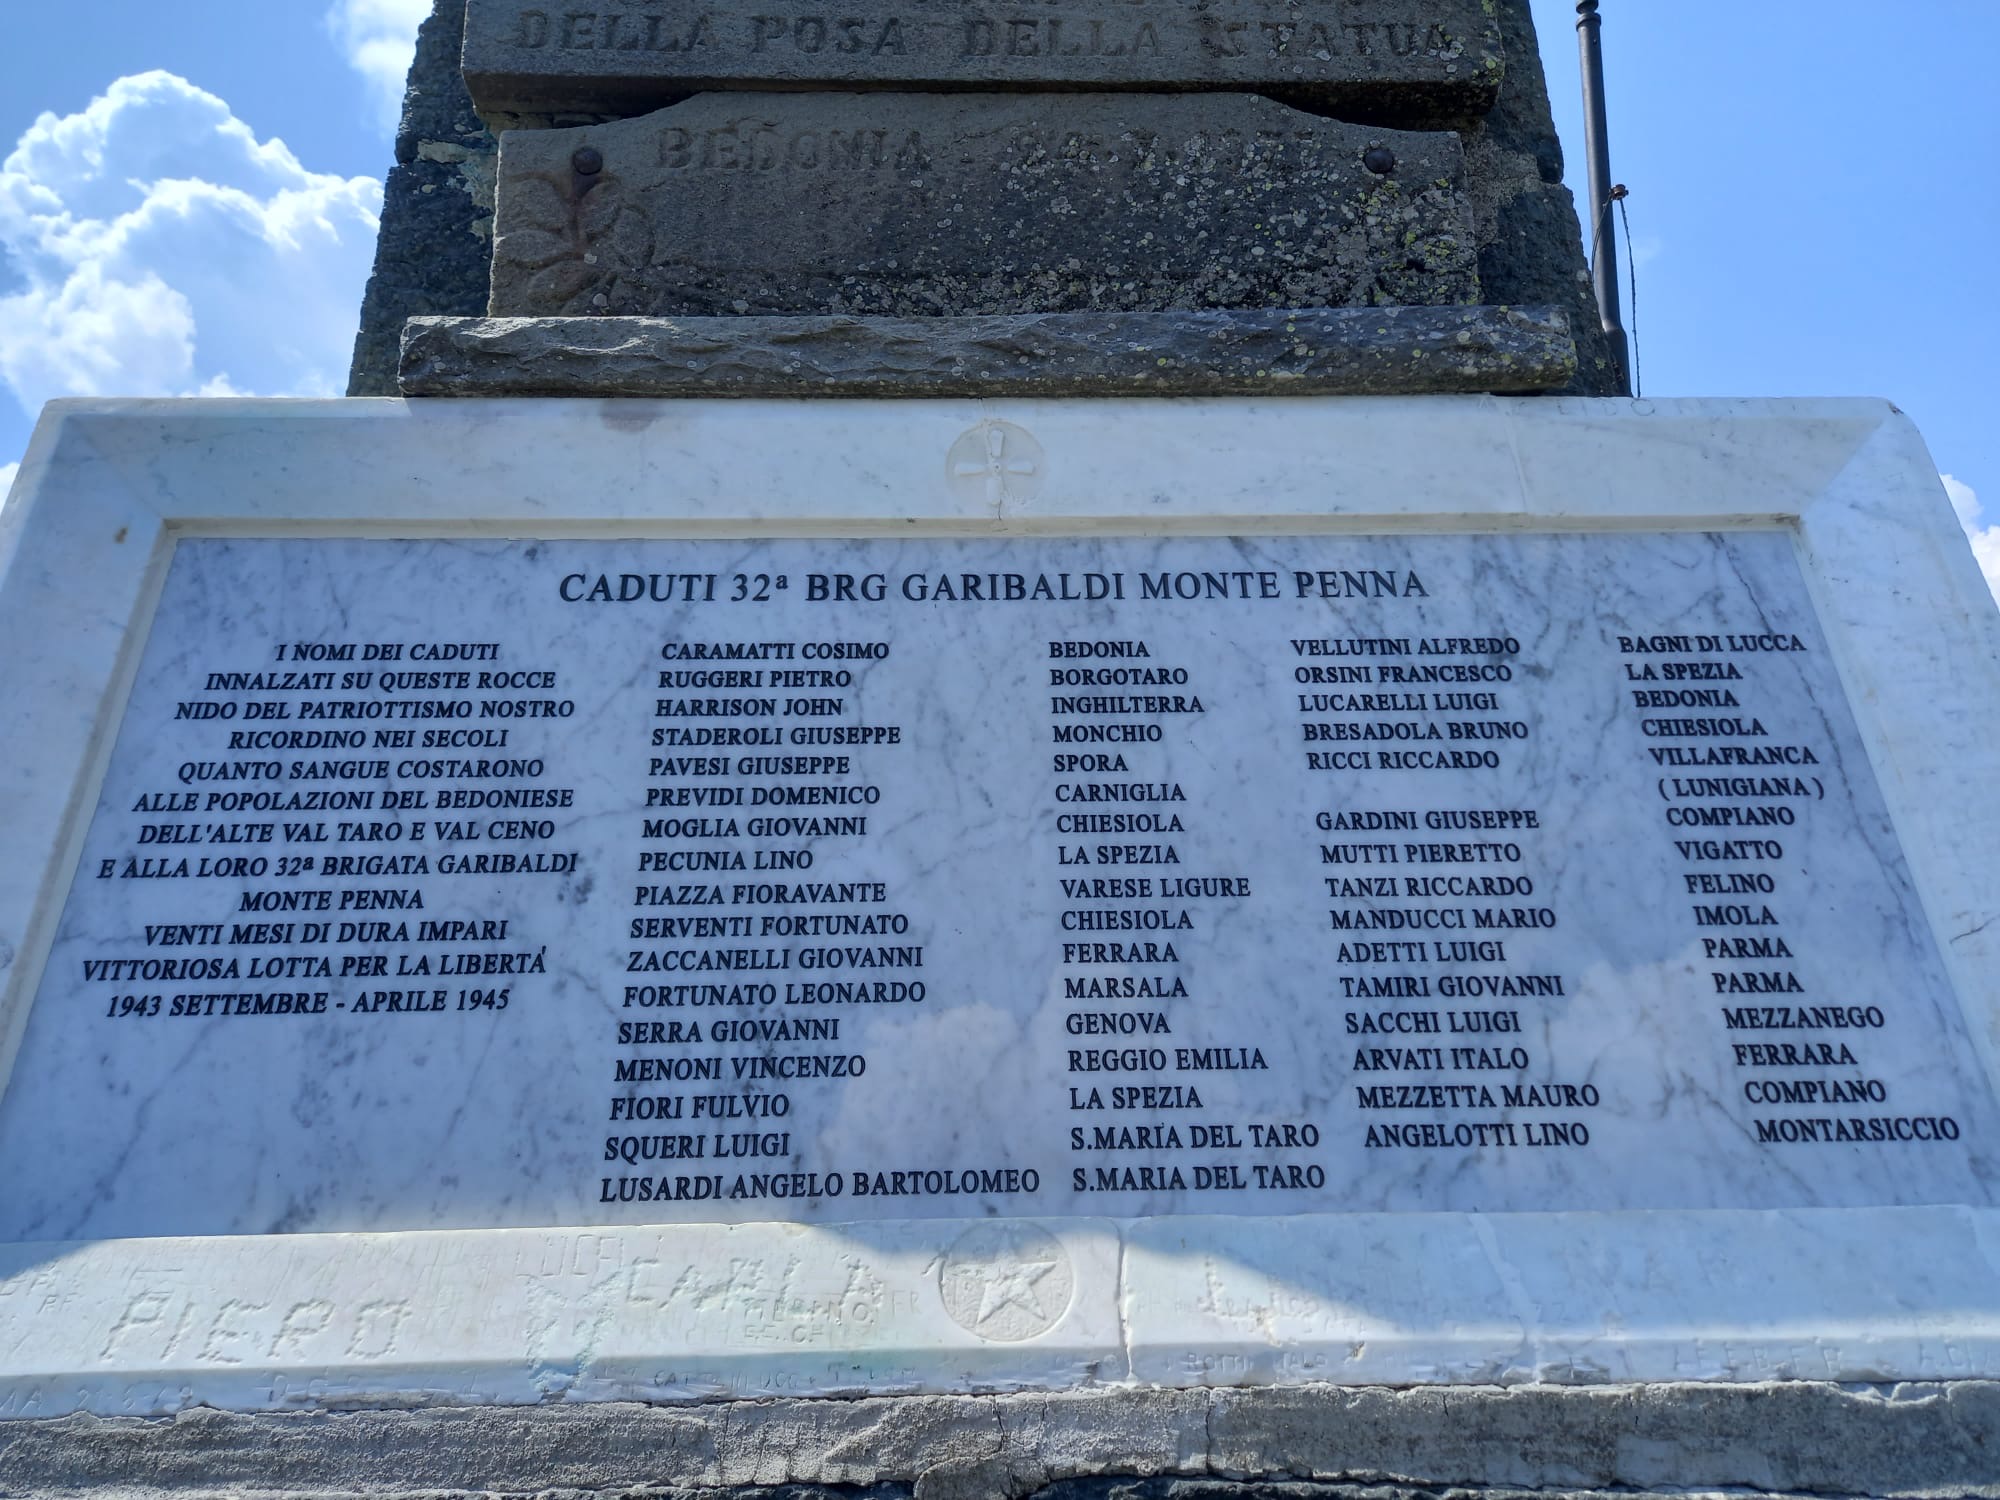 DELLA POSA DELLA STATUA
BEDONIA
CADUTI 32ª BRG GARIBALDI MONTE PENNA
I NOMI DEI CADUTI
INNALZATI SU QUESTE ROCCE
NIDO DEL PATRIOTTISMO NOSTRO
RICORDINO NEI SECOLI
QUANTO SANGUE COSTARONO
ALLE POPOLAZIONI DEL BEDONIESE
DELL'ALTE VAL TARO E VAL CENO
E ALLA LORO 32ª BRIGATA GARIBALDI
MONTE PENNA
VENTI MESI DI DURA IMPARI
VITTORIOSA LOTTA PER LA LIBERTA'
1943 SETTEMBRE - APRILE 1945
CARAMATTI COSIMO BEDONIA
RUGGERI PIETRO BORGOTARO
HARRISON JOHN INGHILTERRA
STADEROLI GIUSEPPE MONCHIO
PAVESI GIUSEPPE SPORA
PREVIDI DOMENICO CARNIGLIA
MOGLIA GIOVANNI CHIESIOLA
PECUNIA LINO LA SPEZIA
PIAZZA FIORAVANTE VARESE LIGURE
SERVENTI FORTUNATO CHIESIOLA
ZACCANELLI GIOVANNI FERRARA
FORTUNATO LEONARDO MARSALA
SERRA GIOVANNI GENOVA
MENONI VINCENZO REGGIO EMILIA
FIORI FULVIO LA SPEZIA
SQUERI LUIGI S.MARIA DEL TARO
LUSARDI ANGELO BARTOLOMEO S.MARIA DEL TARO
VELLUTINI ALFREDO BAGNI DI LUCCA
ORSINI FRANCESCO LA SPEZIA
LUCARELLI LUIGI BEDONIA
BRESADOLA BRUNO CHIESIOLA
RICCI RICCARDO VILLAFRANCA
( LUNIGIANA )
GARDINI GIUSEPPE COMPIANO
MUTTI PIERETTO VIGATTO
TANZI RICCARDO FELINO
MANDUCCI MARIO IMOLA
ADETTI LUIGI PARMA
TAMIRI GIOVANNI PARMA
SACCHI LUIGI MEZZANEGO
ARVATI ITALO FERRARA
MEZZETTA MAURO COMPIANO
ANGELOTTI LINO MONTARSICCIO
PIERO
CARLA